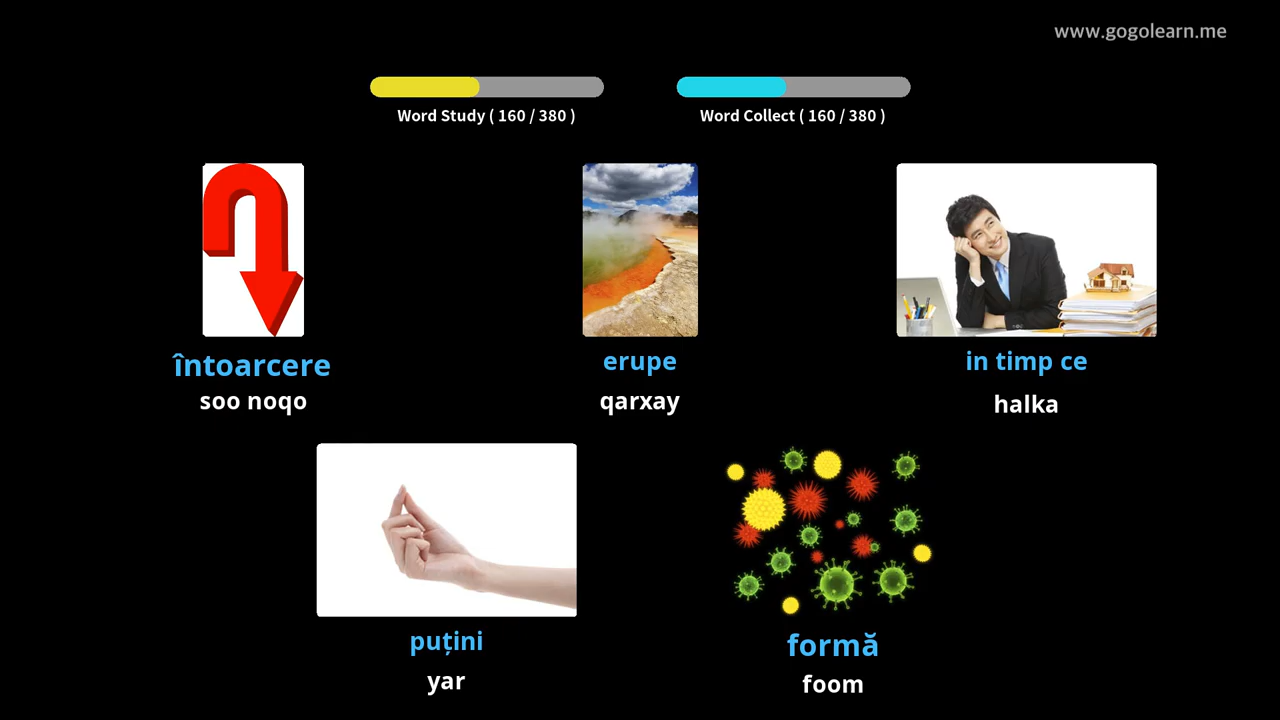 www.gogolearn.me
Word Study ( 160 / 380 )
Word Collect ( 160 / 380 )
întoarcere
soo noqo
erupe
qarxay
in timp ce
halka
puțini
yar
formă
foom